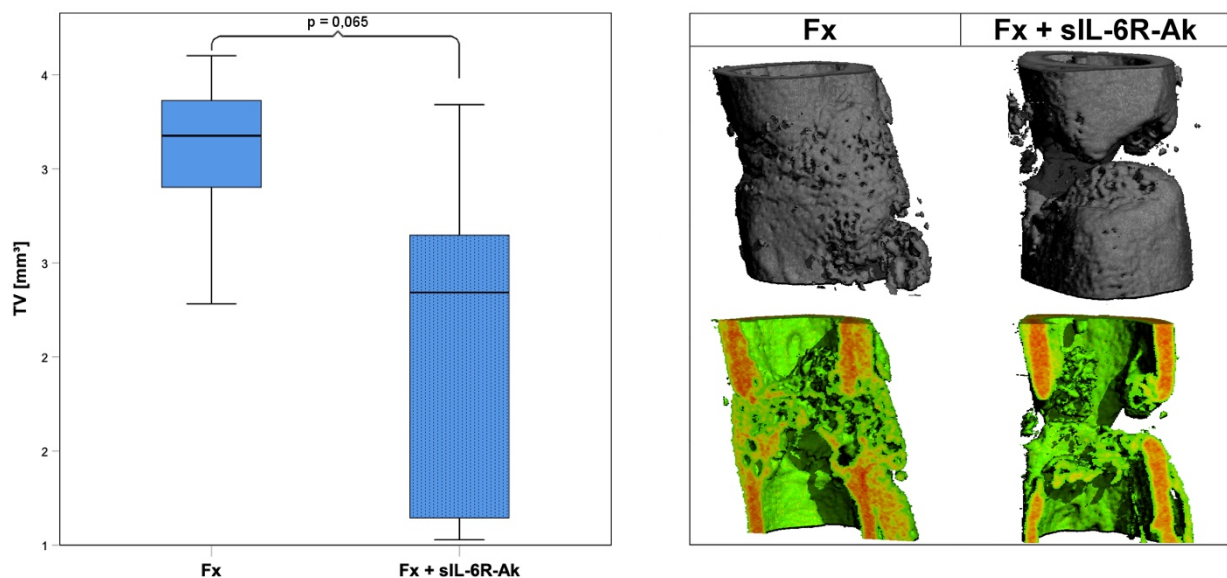 p = 0,065
4
3
3
2
2
1
TV [mm³]
Fx
Fx + sIL-6R-Ak
Fx
Fx + sIL-6R-Ak